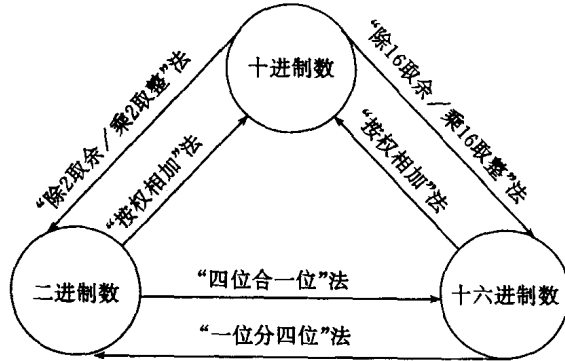 十进制数
“除2取余／乘2取整”法
“按权相加”法
“除16取余／乘16取整”法
“按权相加”法
二进制数
“四位合一位”法
十六进制数
“一位分四位”法